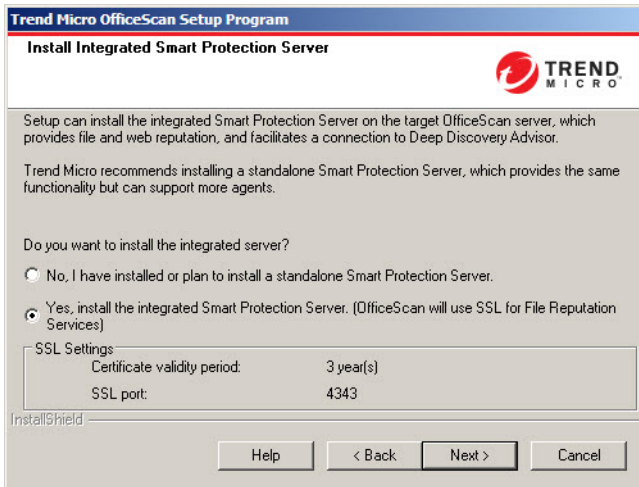 Trend Micro OfficeScan Setup Program
Install Integrated Smart Protection Server
TREND
MICRO
Setup can install the integrated Smart Protection Server on the target OfficeScan server, which
provides file and web reputation, and facilitates a connection to Deep Discovery Advisor.
Trend Micro recommends installing a standalone Smart Protection Server, which provides the same
functionality but can support more agents.
Do you want to install the integrated server?
No, I have installed or plan to install a standalone Smart Protection Server.
Yes, install the integrated Smart Protection Server. (OfficeScan will use SSL for File Reputation
Services)
SSL Settings
Certificate validity period: 3 year(s)
SSL port: 4343
InstallShield
Help < Back Next > Cancel